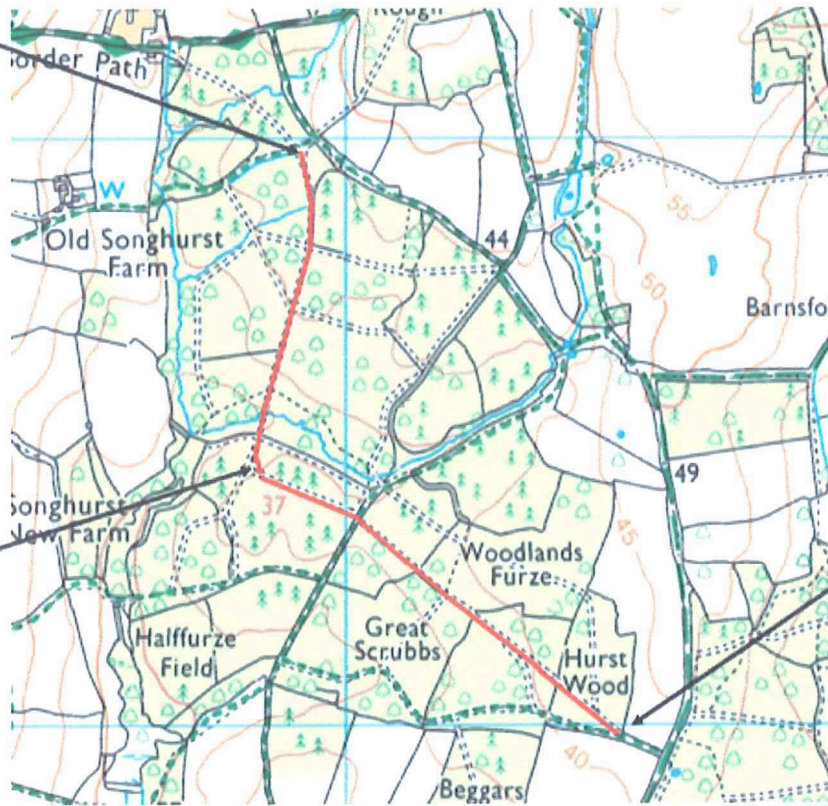 Border Path
W
Old Songhurst
Farm
44
55
50
Barnsfo
49
Songhurst
New Farm
37
45
Woodlands
Furze
Halffurze
Field
Great
Scrubbs
Hurst
Wood
40
Beggars